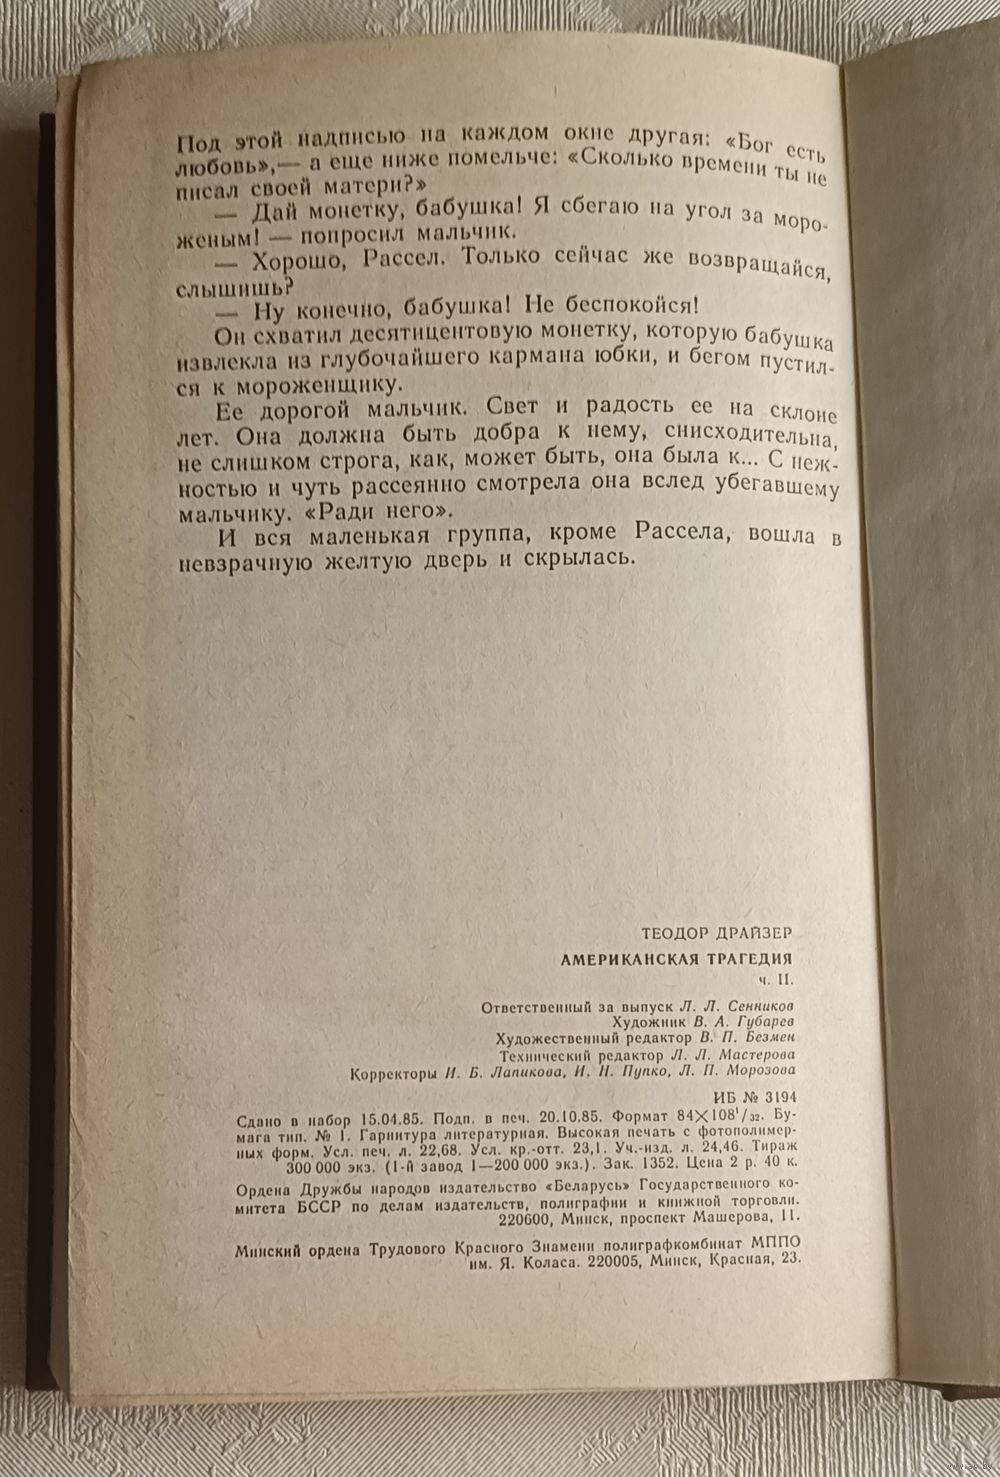 Под этой надписью на каждом окне другая: «Бог есть
любовь»,— а еще ниже помельче: «Сколько времени ты не
писал своей матери?»
— Дай монетку, бабушка! Я сбегаю на угол за моро-
женым! — попросил мальчик.
— Хорошо, Рассел. Только сейчас же возвращайся,
слышишь?
— Ну конечно, бабушка! Не беспокойся!
Он схватил десятицентовую монетку, которую бабушка
извлекла из глубочайшего кармана юбки, и бегом пустил-
ся к мороженщику.
Ее дорогой мальчик. Свет и радость ее на склоне
лет. Она должна быть добра к нему, снисходительна,
не слишком строга, как, может быть, она была к... С неж-
ностью и чуть рассеянно смотрела она вслед убегавшему
мальчику. «Ради него».
И вся маленькая группа, кроме Рассела, вошла в
невзрачную желтую дверь и скрылась.
ТЕОДОР ДРАЙЗЕР
АМЕРИКАНСКАЯ ТРАГЕДИЯ
ч. II.
Ответственный за выпуск Л. Л. Сенников
Художник В. А. Губарев
Художественный редактор В. П. Безмен
Технический редактор Л. Л. Мастерова
Корректоры И. Б. Лапикова, И. Н. Пупко, Л. П. Морозова
ИБ № 3194
Сдано в набор 15.04.85. Подп. в печ. 20.10.85. Формат 84×108¹/₃₂. Бу-
мага тип. № 1. Гарнитура литературная. Высокая печать с фотополимер-
ных форм. Усл. печ. л. 22,68. Усл. кр.-отт. 23,1. Уч.-изд. л. 24,46. Тираж
300 000 экз. (1-й завод 1—200 000 экз.). Зак. 1352. Цена 2 р. 40 к.
Ордена Дружбы народов издательство «Беларусь» Государственного ко-
митета БССР по делам издательств, полиграфии и книжной торговли.
220600, Минск, проспект Машерова, 11.
Минский ордена Трудового Красного Знамени полиграфкомбинат МППО
им. Я. Коласа. 220005, Минск, Красная, 23.